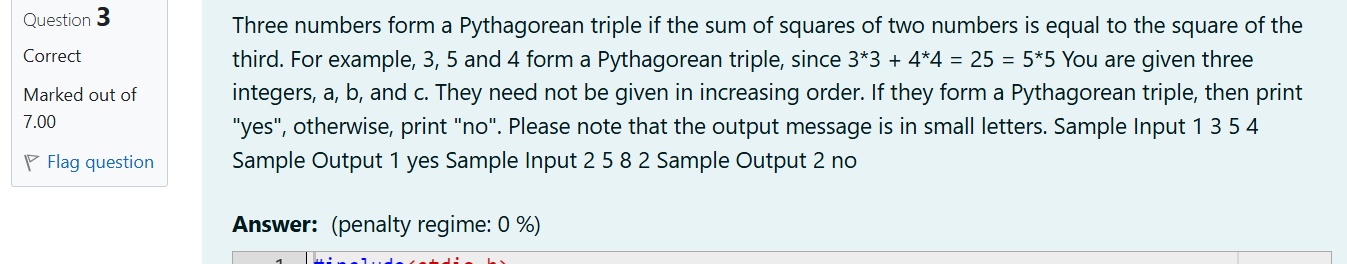 Question 3
Correct
Marked out of
7.00
Flag question
Three numbers form a Pythagorean triple if the sum of squares of two numbers is equal to the square of the
third. For example, 3, 5 and 4 form a Pythagorean triple, since 3*3 + 4*4 = 25 = 5*5 You are given three
integers, a, b, and c. They need not be given in increasing order. If they form a Pythagorean triple, then print
"yes", otherwise, print "no". Please note that the output message is in small letters. Sample Input 1 3 5 4
Sample Output 1 yes Sample Input 2 5 8 2 Sample Output 2 no
Answer: (penalty regime: 0 %)
1 #include<stdio.h>